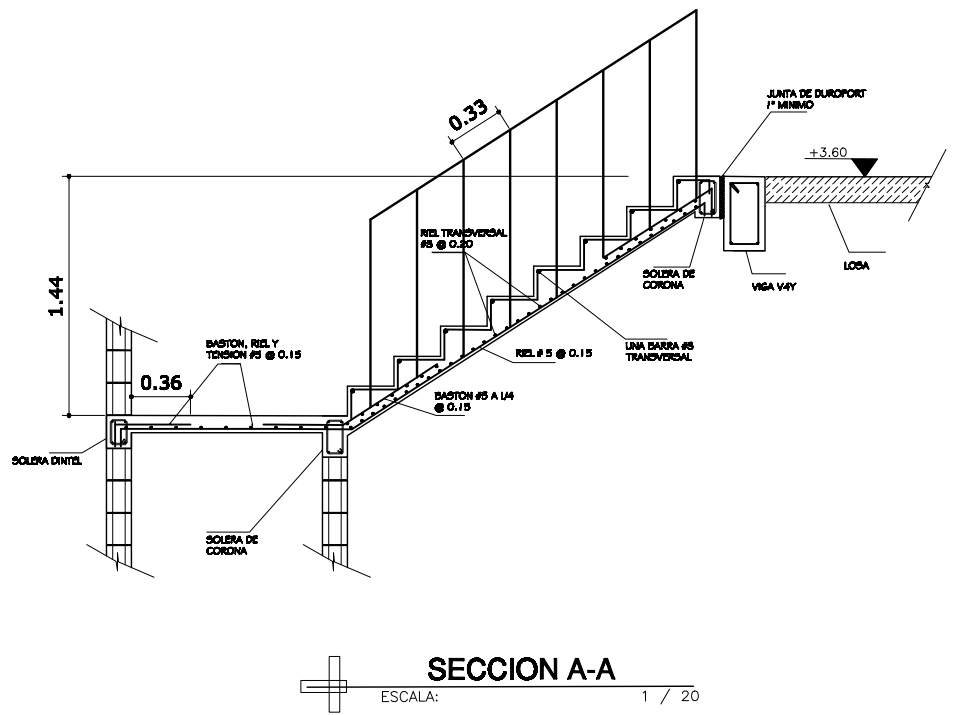 JUNTA DE DUROPORT
1" MINIMO
0.33
+3.60
RIEL TRANSVERSAL
#3 @ 0.20
SOLERA DE
CORONA
LOSA
VIGA V4Y
1.44
BASTON, RIEL Y
TENSION #3 @ 0.15
0.36
RIEL # 5 @ 0.15
UNA BARRA #3
TRANSVERSAL
BASTON #5 A L/4
@ 0.15
SOLERA DINTEL
SOLERA DE
CORONA
SECCION A-A
ESCALA: 1 / 20